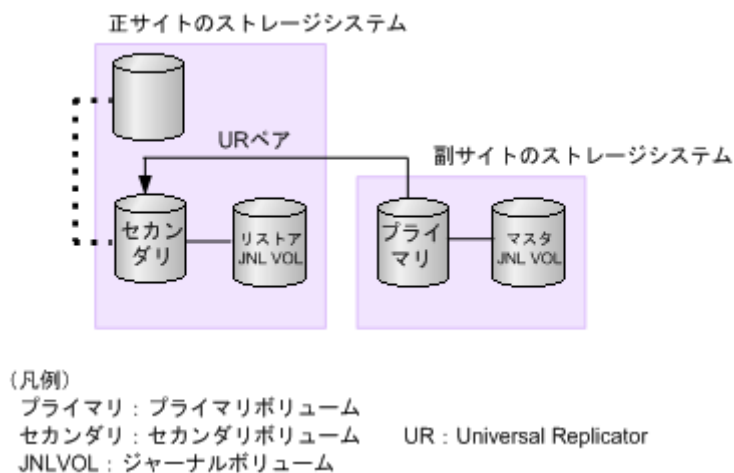 正サイトのストレージシステム
URペア
副サイトのストレージシステム
セカン
ダリ
リストア
JNL VOL
プライ
マリ
マスタ
JNL VOL
（凡例）
プライマリ：プライマリボリューム
セカンダリ：セカンダリボリューム UR：Universal Replicator
JNLVOL：ジャーナルボリューム